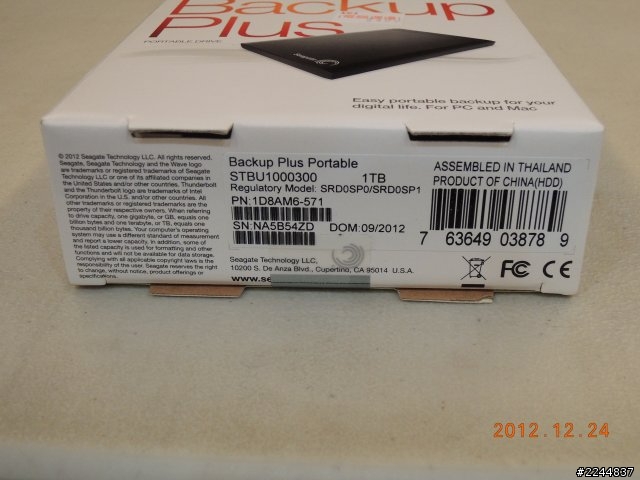 Backup
Plus
PORTABLE DRIVE
Easy portable backup for your
digital life. For PC and Mac
© 2012 Seagate Technology LLC. All rights reserved.
Seagate, Seagate Technology and the Wave logo
are trademarks or registered trademarks of Seagate
Technology LLC or one of its affiliated companies in
the United States and/or other countries. Thunderbolt
and the Thunderbolt logo are trademarks of Intel
Corporation in the U.S. and/or other countries. All
other trademarks or registered trademarks are the
property of their respective owners. When referring
to drive capacity, one gigabyte, or GB, equals one
billion bytes and one terabyte, or TB, equals one
thousand billion bytes. Your computer's operating
system may use a different standard of measurement
and report a lower capacity. In addition, some of
the listed capacity is used for formatting and other
functions and will not be available for data storage.
Complying with all applicable copyright laws is the
responsibility of the user. Seagate reserves the right
to change, without notice, product offerings or
specifications.
Backup Plus Portable
STBU1000300 1TB
Regulatory Model: SRD0SP0/SRD0SP1
PN:1D8AM6-571
SN:NA5B54ZD DOM:09/2012
Seagate Technology LLC,
10200 S. De Anza Blvd., Cupertino, CA 95014 U.S.A.
www.se
ASSEMBLED IN THAILAND
PRODUCT OF CHINA(HDD)
7 63649 03878 9
FC CE
2012.12.24
#2244837